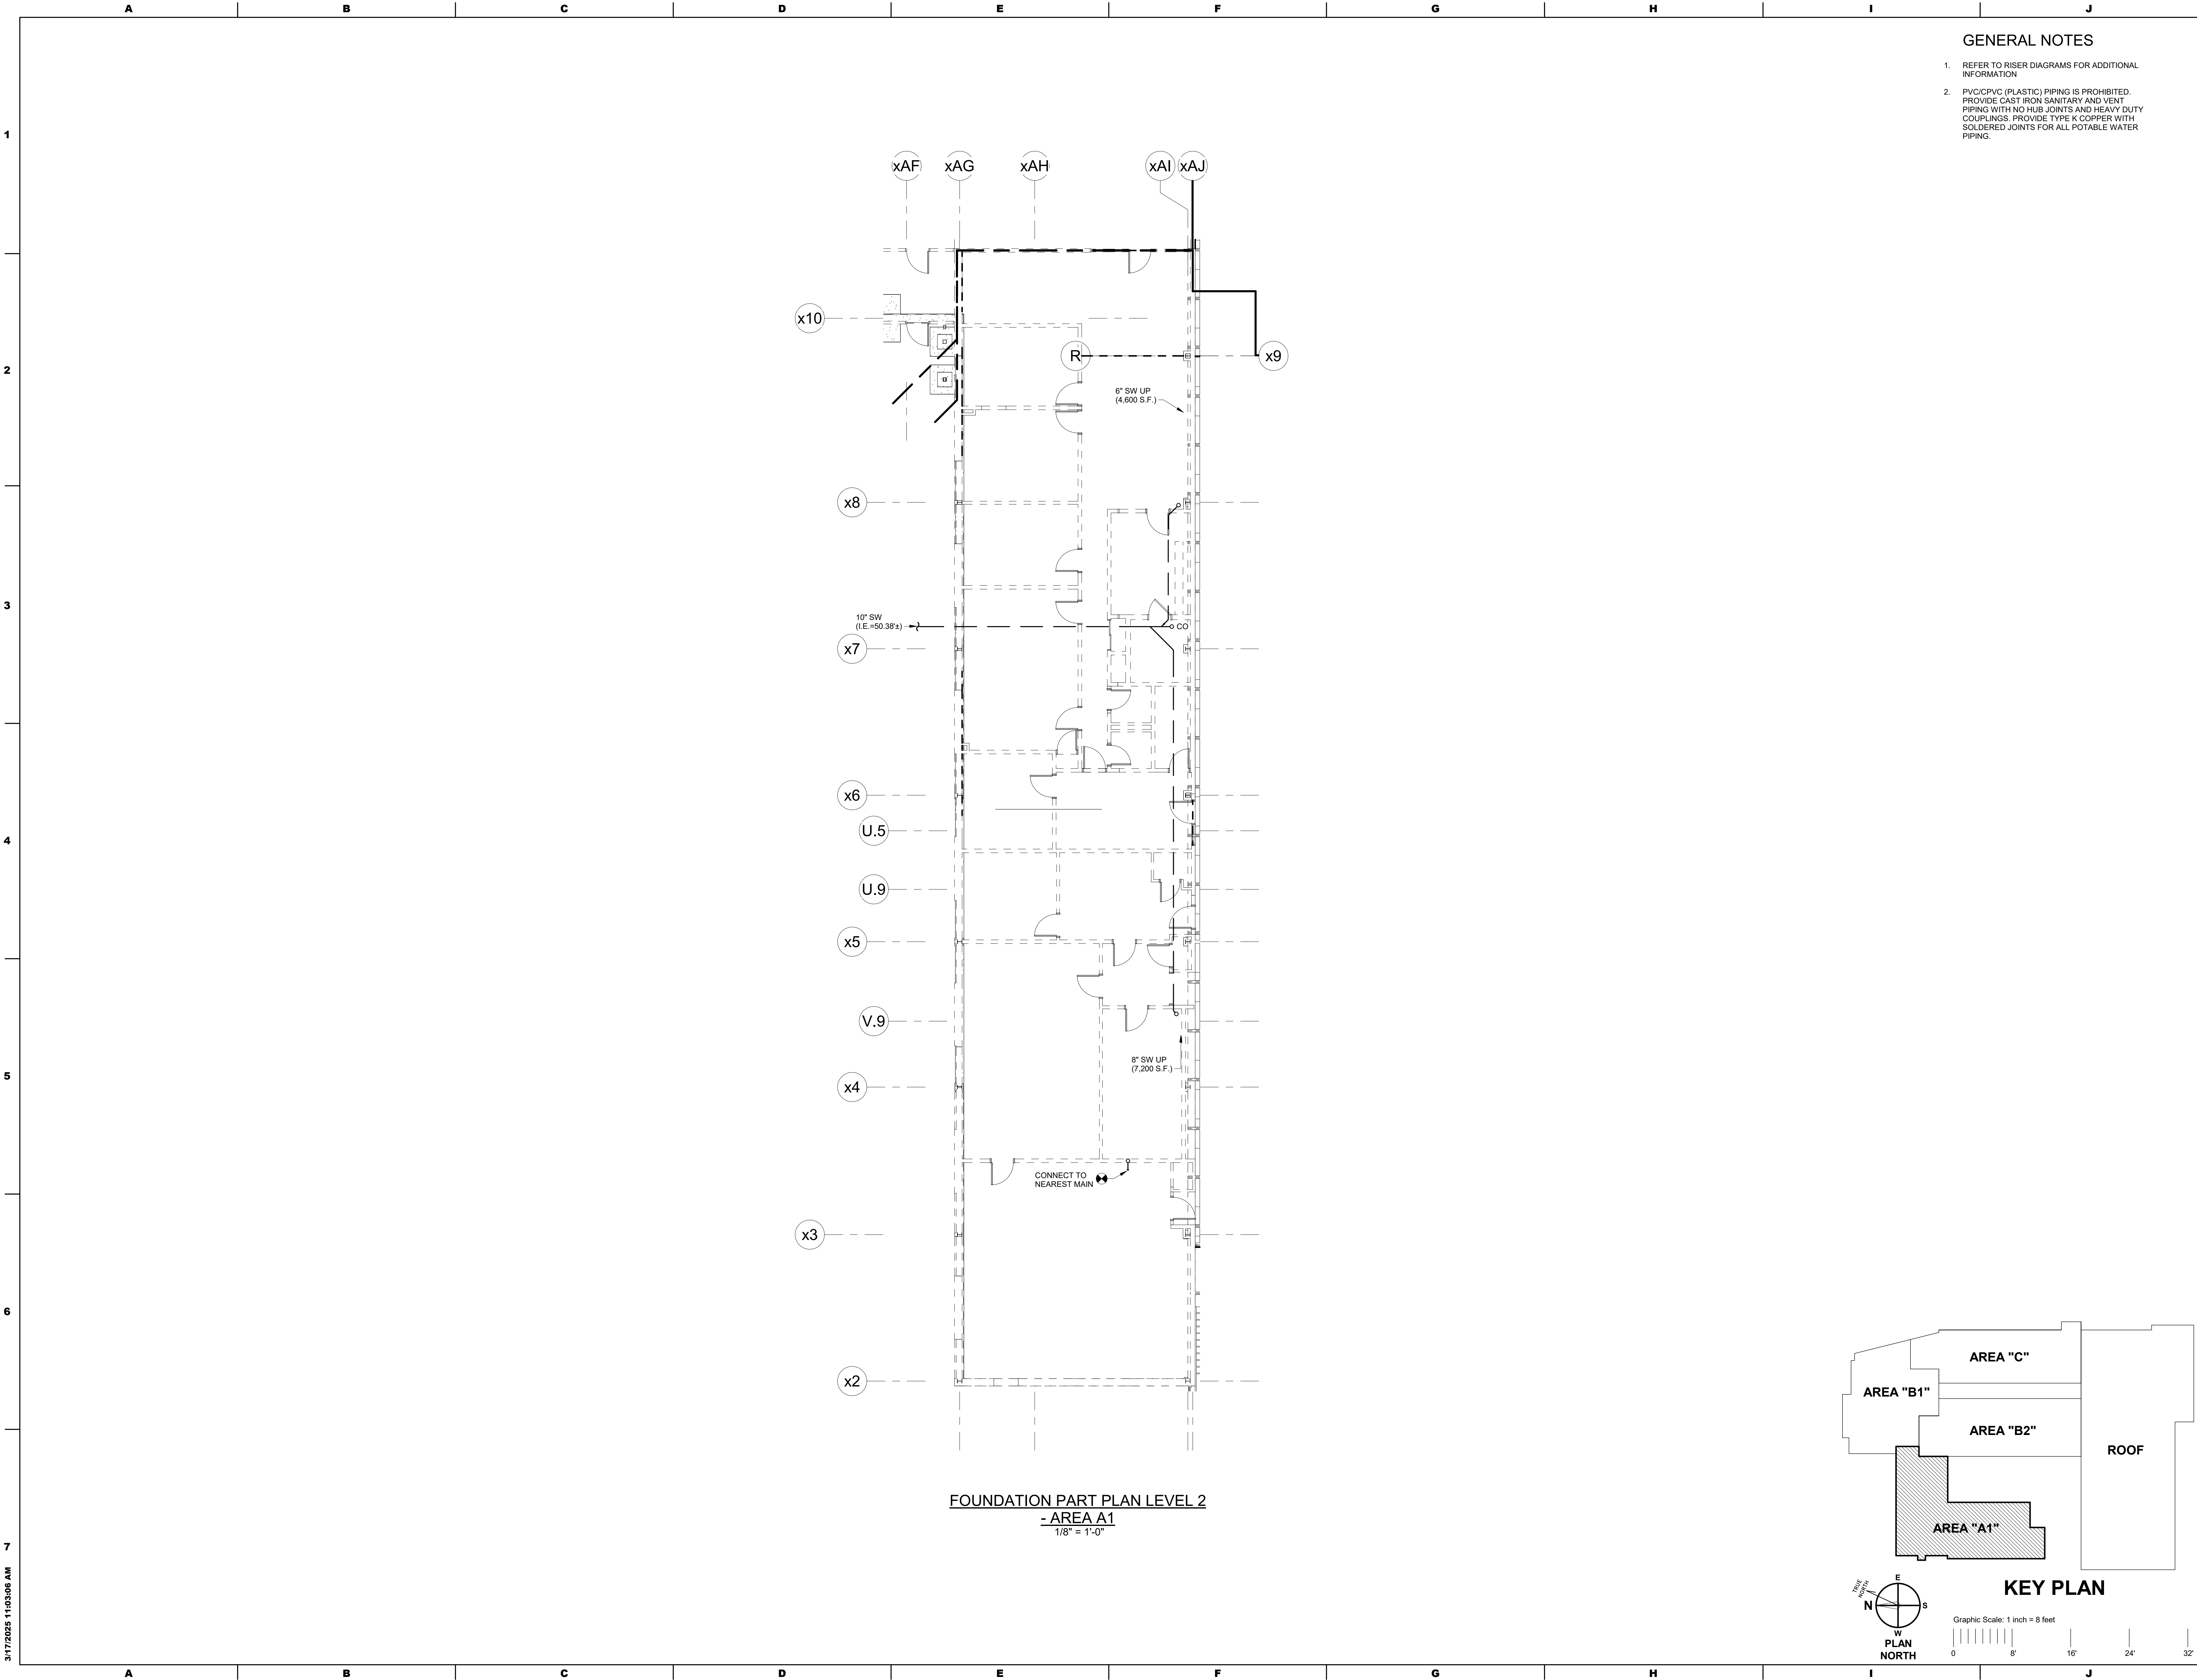 A B C D E F G H I J
GENERAL NOTES
1. REFER TO RISER DIAGRAMS FOR ADDITIONAL
INFORMATION
2. PVC/CPVC (PLASTIC) PIPING IS PROHIBITED.
PROVIDE CAST IRON SANITARY AND VENT
PIPING WITH NO HUB JOINTS AND HEAVY DUTY
COUPLINGS. PROVIDE TYPE K COPPER WITH
SOLDERED JOINTS FOR ALL POTABLE WATER
PIPING.
1
xAF xAG xAH xAI xAJ
x10
R
x9
2
6" SW UP
(4,600 S.F.)
x8
3
10" SW
(I.E.=50.38'±)
CO
x7
x6
U.5
4
U.9
x5
V.9
8" SW UP
(7,200 S.F.)
5
x4
CONNECT TO
NEAREST MAIN
x3
6
x2
AREA "C"
AREA "B1"
AREA "B2"
ROOF
AREA "A1"
FOUNDATION PART PLAN LEVEL 2
- AREA A1
1/8" = 1'-0"
7
KEY PLAN
TRUE
NORTH
E
N
S
W
PLAN
NORTH
Graphic Scale: 1 inch = 8 feet
0 8' 16' 24' 32'
3/17/2025 11:03:06 AM
A B C D E F G H I J